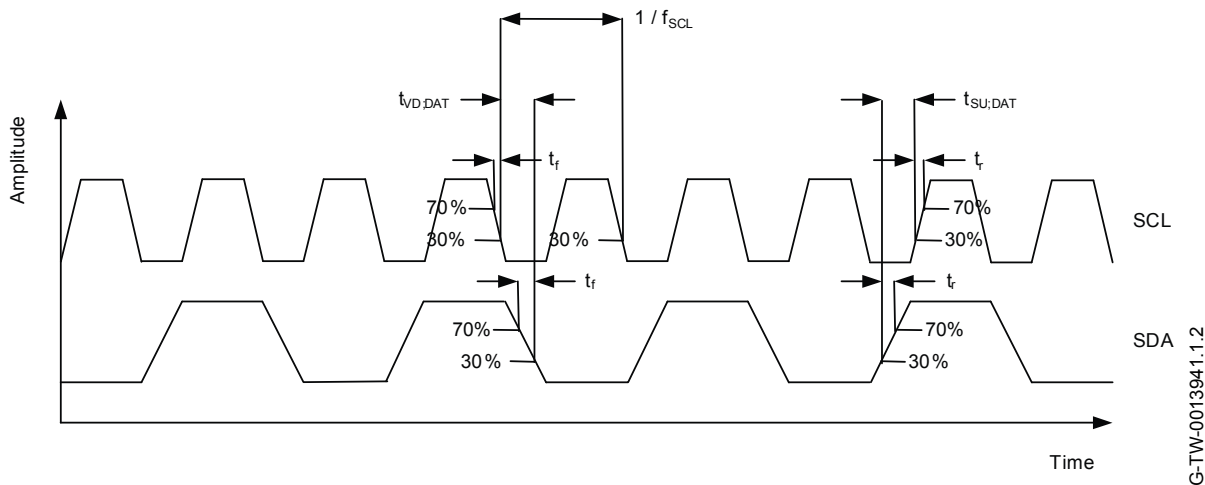 1 / fSCL
tVD;DAT
tSU;DAT
Amplitude
tf
tr
70%
70%
SCL
30%
30%
30%
tf
tr
70%
70%
SDA
30%
30%
Time
G-TW-0013941.1.2